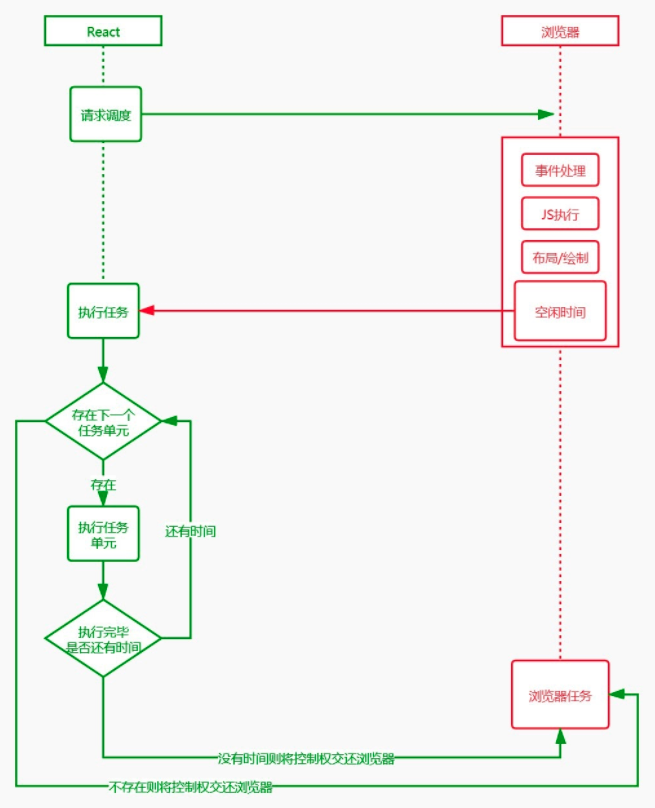 React
浏览器
请求调度
事件处理
JS执行
布局/绘制
空闲时间
执行任务
存在下一个
任务单元
存在
执行任务
单元
还有时间
执行完毕
是否还有时间
浏览器任务
没有时间则将控制权交还浏览器
不存在则将控制权交还浏览器